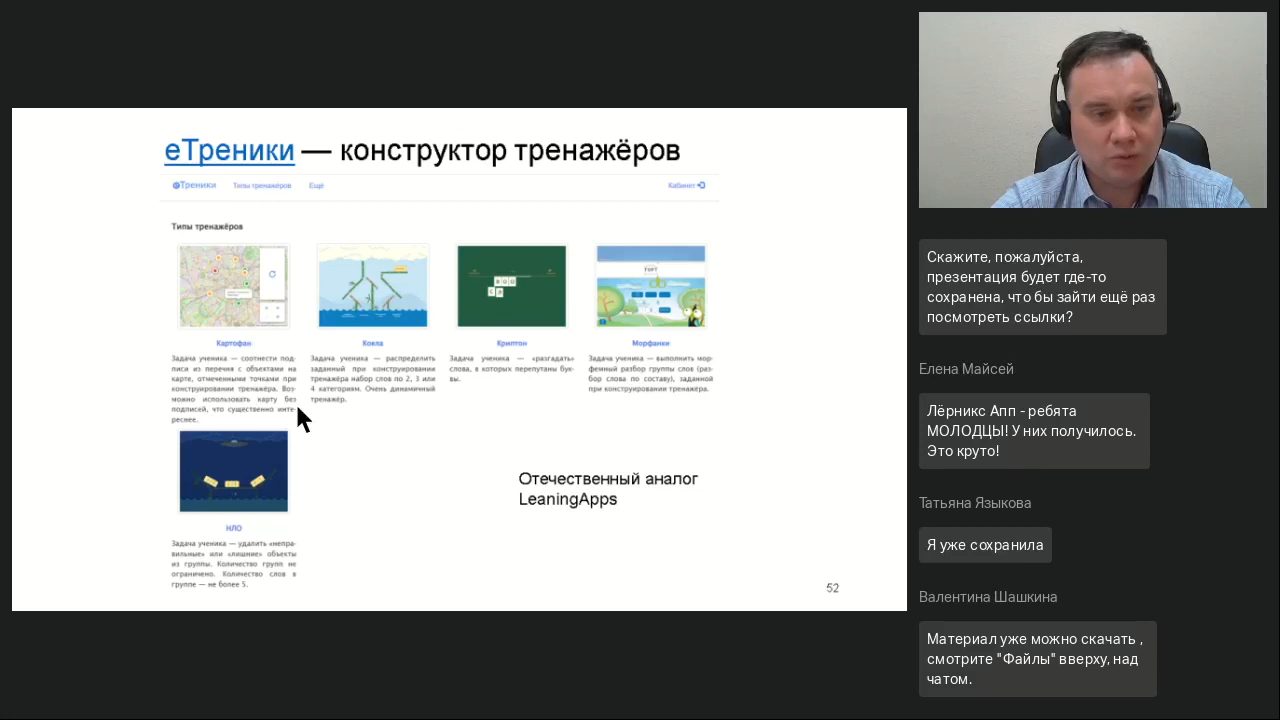 еТреники — конструктор тренажёров
еТреники Типы тренажёров Ещё Кабинет
Типы тренажёров
Картофан
Задача ученика — соотнести под-
писи из перечня с объектами на
карте, отмеченными точками при
конструировании тренажёра. Воз-
можно использовать карту без
подписей, что существенно инте-
реснее.
Кокла
Задача ученика — распределить
заданный при конструировании
тренажёра набор слов по 2, 3 или
4 категориям. Очень динамичный
тренажёр.
Криптон
Задача ученика — «разгадать»
слова, в которых перепутаны бук-
вы.
Морфанки
Задача ученика — выполнить мор-
фемный разбор группы слов (раз-
бор слова по составу), заданной
при конструировании тренажёра.
НЛО
Задача ученика — удалить «непра-
вильные» или «лишние» объекты
из группы. Количество групп не
ограничено. Количество слов в
группе — не более 5.
Отечественный аналог
LeaningApps
52
Скажите, пожалуйста,
презентация будет где-то
сохранена, что бы зайти ещё раз
посмотреть ссылки?
Елена Майсей
Лёрникс Апп - ребята
МОЛОДЦЫ! У них получилось.
Это круто!
Татьяна Языкова
Я уже сохранила
Валентина Шашкина
Материал уже можно скачать ,
смотрите "Файлы" вверху, над
чатом.